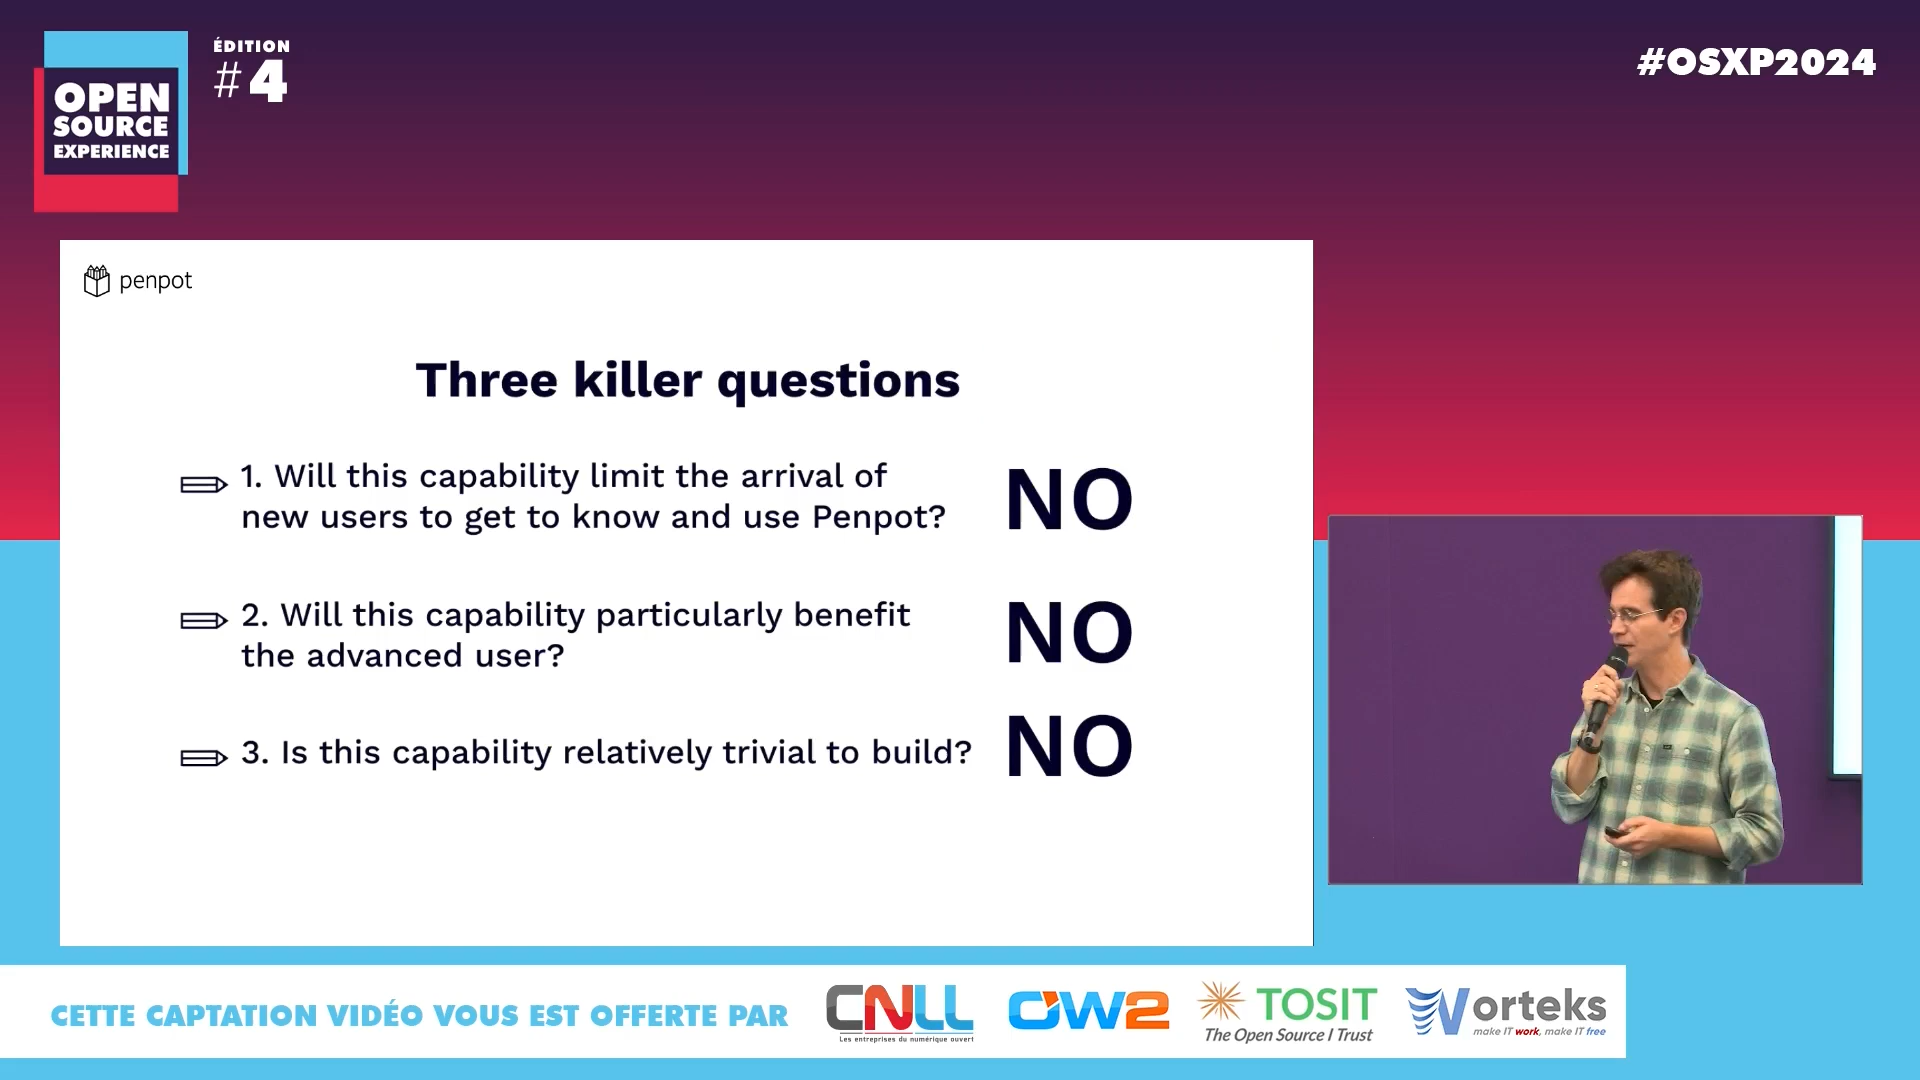 ÉDITION
#4
OPEN
SOURCE
EXPERIENCE
#OSXP2024
penpot
Three killer questions
1. Will this capability limit the arrival of
new users to get to know and use Penpot?
NO
2. Will this capability particularly benefit
the advanced user?
NO
3. Is this capability relatively trivial to build?
NO
CETTE CAPTATION VIDÉO VOUS EST OFFERTE PAR
CNLL
Les entreprises du numérique ouvert
OW2
TOSIT
The Open Source I Trust
Worteks
make IT work, make IT free